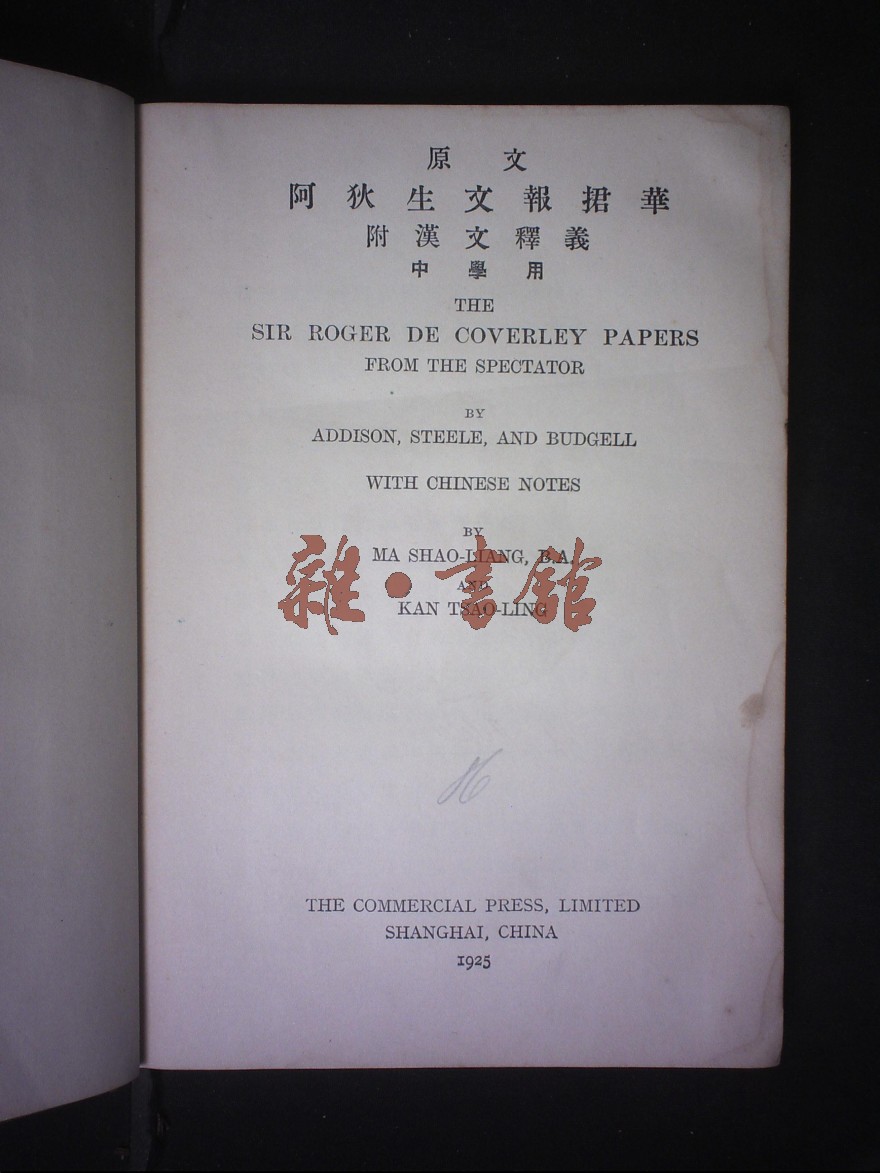 原文
阿狄生文報捃華
附漢文釋義
中學用
THE
SIR ROGER DE COVERLEY PAPERS
FROM THE SPECTATOR
BY
ADDISON, STEELE, AND BUDGELL
WITH CHINESE NOTES
BY
MA SHAO-LIANG, B.A.
AND
KAN TSAO-LING
雜•書館
THE COMMERCIAL PRESS, LIMITED
SHANGHAI, CHINA
1925